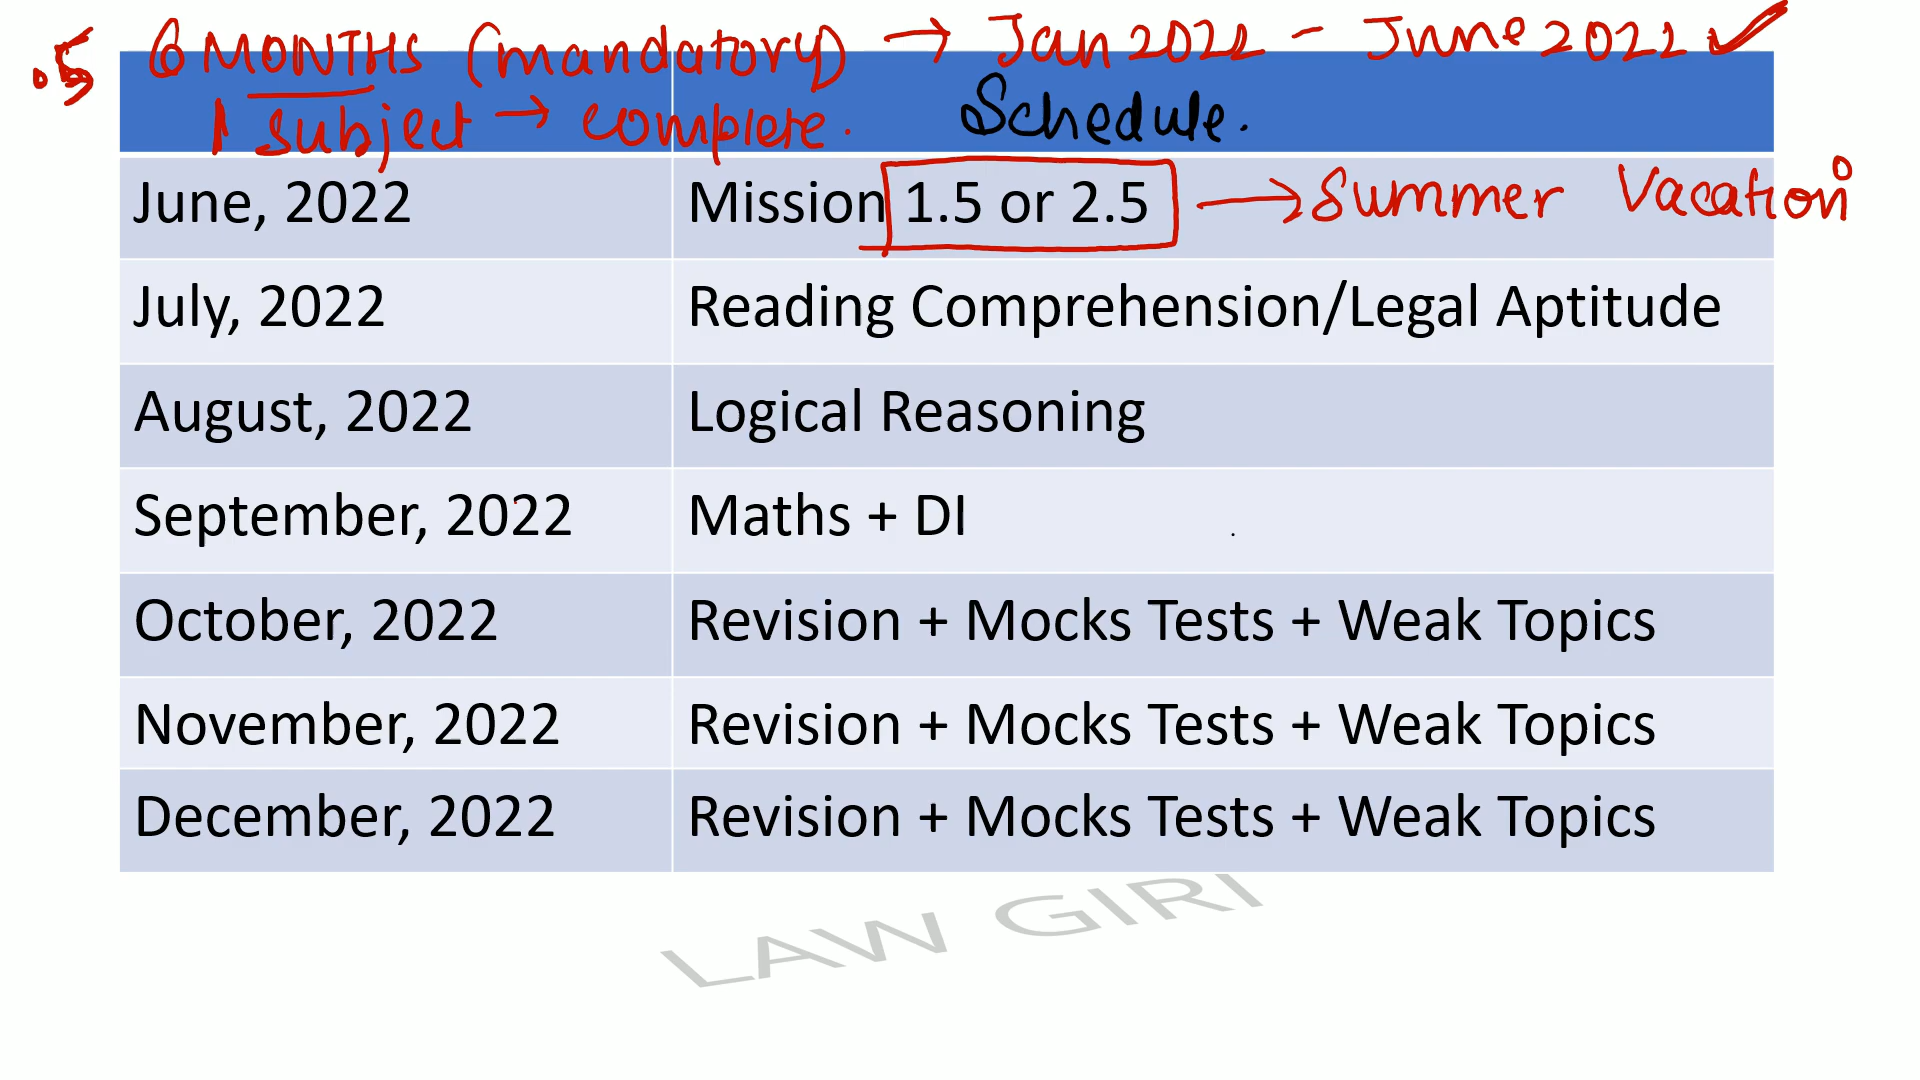 .5 6 MONTHS (mandatory) → Jan 2022 - June 2022 ✓
1 subject → complete. Schedule.
June, 2022 Mission 1.5 or 2.5 → Summer Vacation
July, 2022 Reading Comprehension/Legal Aptitude
August, 2022 Logical Reasoning
September, 2022 Maths + DI
October, 2022 Revision + Mocks Tests + Weak Topics
November, 2022 Revision + Mocks Tests + Weak Topics
December, 2022 Revision + Mocks Tests + Weak Topics
LAW GIRI